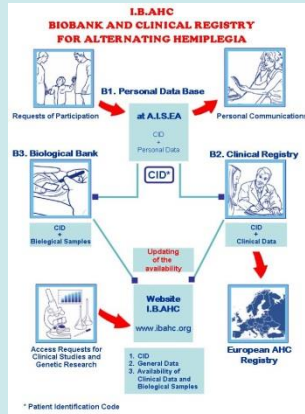 I.B.AHC
BIOBANK AND CLINICAL REGISTRY
FOR ALTERNATING HEMIPLEGIA
B1. Personal Data Base
Requests of Participation
at A.I.S.EA
CID
+
Personal Data
Personal Communications
B3. Biological Bank
CID*
B2. Clinical Registry
CID
+
Biological Samples
CID
+
Clinical Data
Updating
of the
availability
Website
I.B.AHC
www.ibahc.org
Access Requests for
Clinical Studies and
Genetic Research
1. CID
2. General Data
3. Availability of
Clinical Data and
Biological Samples
European AHC
Registry
* Patient Identification Code